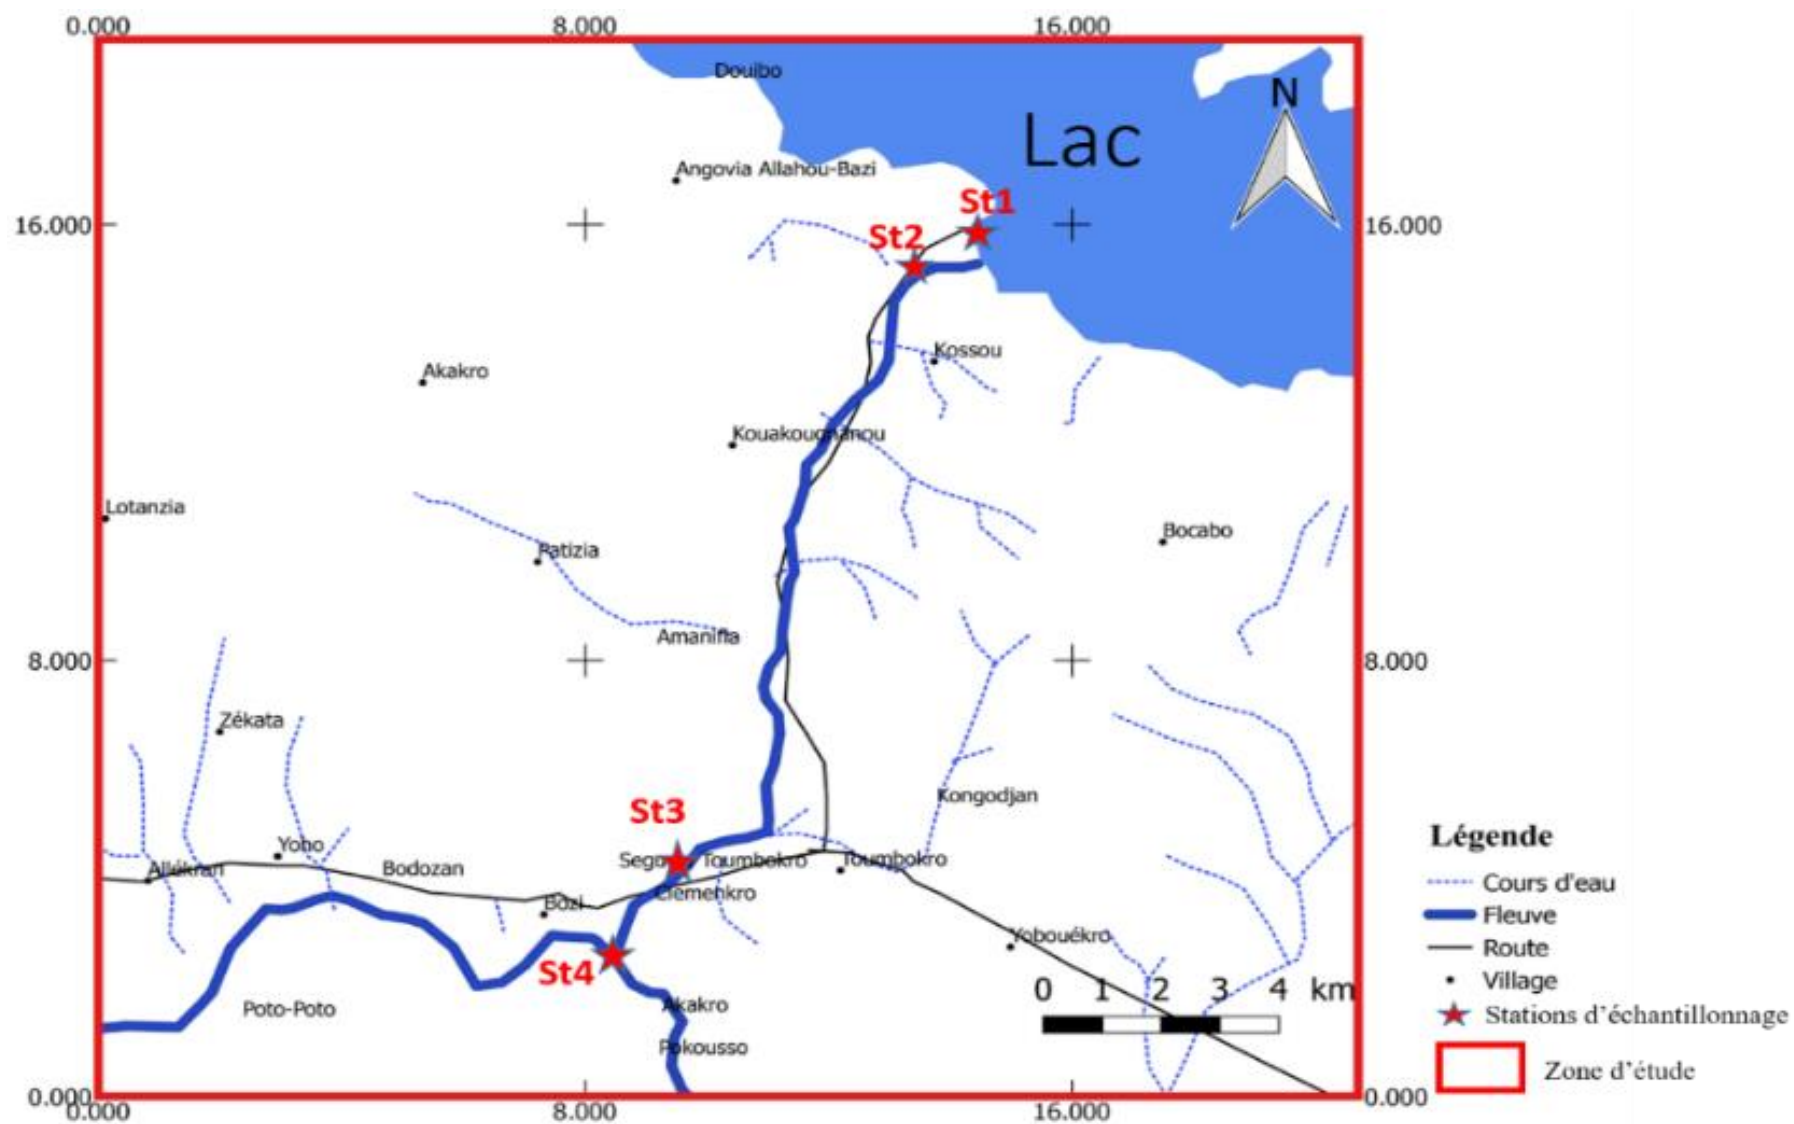 0.000 8.000 16.000
Douibo
N
Lac
Angovia Allahou-Bazi
St1
16.000 16.000
St2
Kossou
Akakro
Kouakougnanou
Lotanzia
Bocabo
Patizia
Amanifla
8.000 8.000
Zékata
Kongodjan
St3
Légende
Yoho
Allékran Bodozan Toumbokro Toumbokro
Cours d'eau
Clémenkro
Bozi
Fleuve
Yobouékro
Route
St4
Village
0 1 2 3 4 km
Akakro
Poto-Poto
Stations d'échantillonnage
Pokousso
Zone d'étude
0.000 0.000
0.000 8.000 16.000